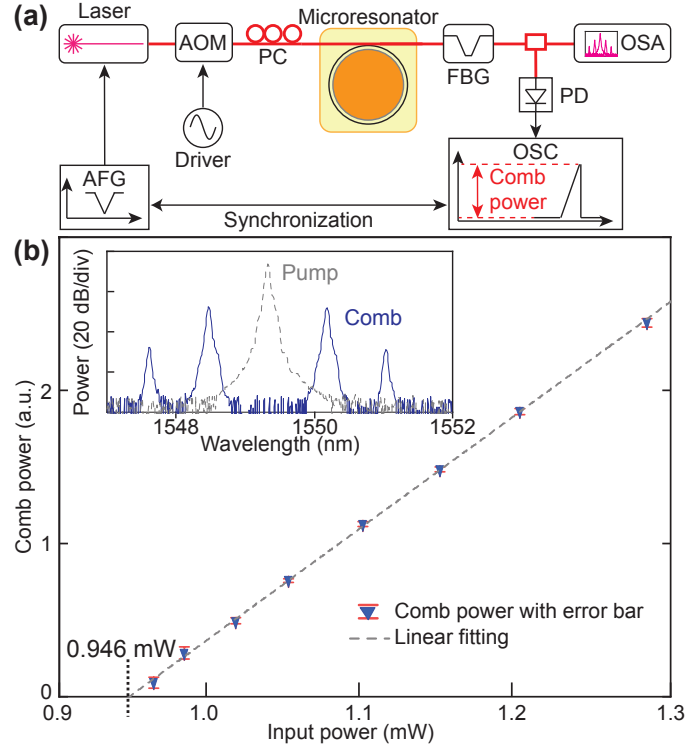 (a)
Laser
AOM
PC
Microresonator
FBG
OSA
PD
Driver
AFG
Synchronization
OSC
Comb
power
(b)
Power (20 dB/div)
Pump
Comb
1548
1550
1552
Wavelength (nm)
Comb power (a.u.)
2
1
0
0.946 mW
Comb power with error bar
Linear fitting
0.9
1.0
1.1
1.2
1.3
Input power (mW)